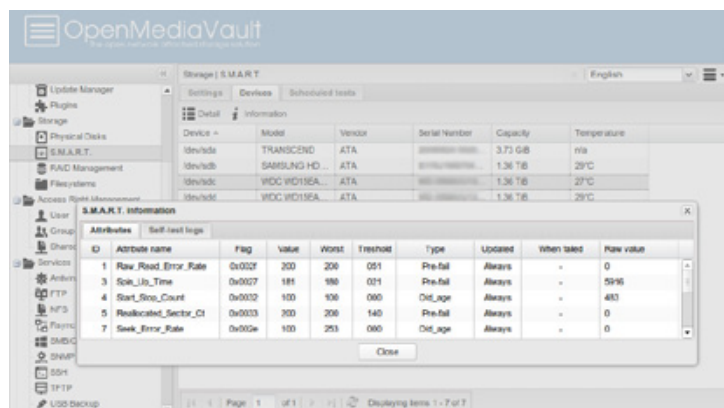 OpenMediaVault
Storage | S.M.A.R.T.
English
Update Manager
Plugins
Storage
Physical Disks
S.M.A.R.T.
RAID Management
Filesystems
Access Right Management
User
Group
Services
FTP
NFS
SSH
TFTP
USB Backup
Settings Devices Scheduled tests
Detail Information
Device Model Vendor Serial Number Capacity Temperature
/dev/sda TRANSCEND ATA 3.73 GiB n/a
/dev/sdb SAMSUNG HD... ATA 1.36 TiB 29°C
/dev/sdc WDC WD15EA... ATA 1.36 TiB 27°C
/dev/sdd WDC WD15EA... ATA 1.36 TiB 29°C
S.M.A.R.T. information
Attributes Self-test logs
ID Attribute name Flag Value Worst Treshold Type Updated When failed Raw value
1 Raw_Read_Error_Rate 0x002f 200 200 051 Pre-fail Always - 0
3 Spin_Up_Time 0x0027 181 180 021 Pre-fail Always - 5916
4 Start_Stop_Count 0x0032 100 100 000 Old_age Always - 483
5 Reallocated_Sector_Ct 0x0033 200 200 140 Pre-fail Always - 0
7 Seek_Error_Rate 0x002e 100 253 000 Old_age Always - 0
Close
Page 1 of 1 Displaying items 1 - 7 of 7